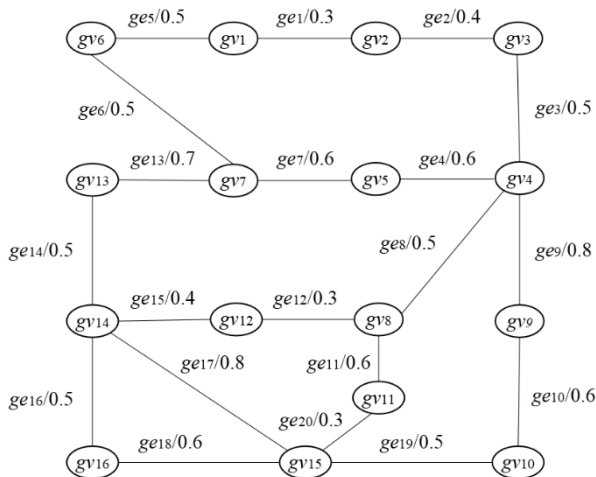 ge5/0.5 ge1/0.3 ge2/0.4
gv6 gv1 gv2 gv3
ge6/0.5 ge3/0.5
ge13/0.7 ge7/0.6 ge4/0.6
gv13 gv7 gv5 gv4
ge14/0.5 ge8/0.5 ge9/0.8
ge15/0.4 ge12/0.3
gv14 gv12 gv8 gv9
ge17/0.8 ge11/0.6
ge16/0.5 gv11 ge10/0.6
ge20/0.3
ge18/0.6 ge19/0.5
gv16 gv15 gv10